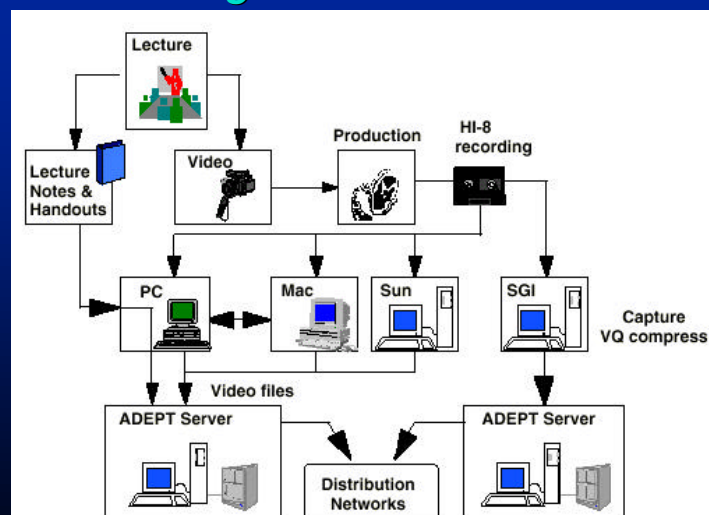 Lecture
Production
HI-8
recording
Lecture
Notes &
Handouts
Video
PC
Mac
Sun
SGI
Capture
VQ compress
Video files
ADEPT Server
ADEPT Server
Distribution
Networks